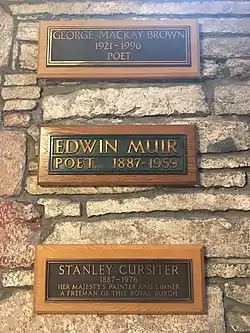 GEORGE MACKAY BROWN
1921-1996
POET
EDWIN MUIR
POET. 1887-1959
STANLEY CURSITER
1887-1976
HER MAJESTY'S PAINTER AND LIMNER
A FREEMAN OF THIS ROYAL BURGH